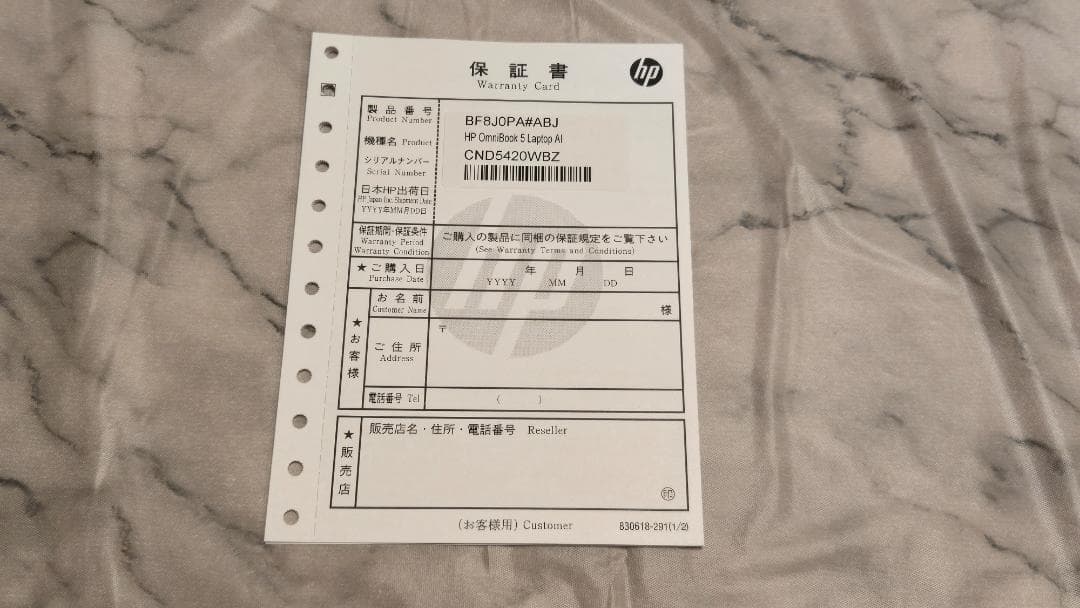 保証書
hp
Warranty Card
製品番号
Product Number
BF8J0PA#ABJ
機種名 Product
HP OmniBook 5 Laptop AI
シリアルナンバー
Serial Number
CND5420WBZ
日本HP出荷日
HP Japan Inc. Shipment Date
YYYY年MM月DD日
保証期間・保証条件
Warranty Period
Warranty Condition
ご購入の製品に同梱の保証規定をご覧下さい
(See Warranty Terms and Conditions)
★ご購入日
Purchase Date
年 月 日
YYYY MM DD
★お客様
お名前
Customer Name
様
ご住所
Address
〒
電話番号 Tel
( )
hp
★販売店
販売店名・住所・電話番号 Reseller
印
(お客様用) Customer
830618-291(1/2)